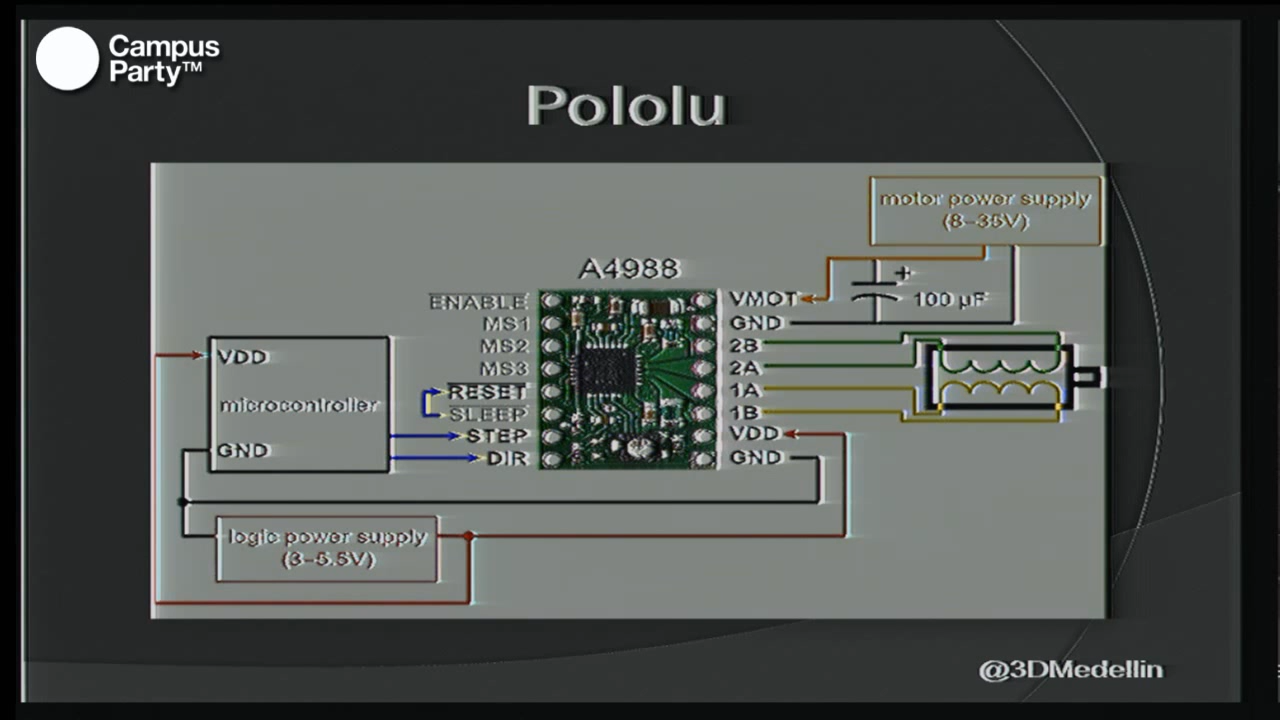 Campus
Party™
Pololu
motor power supply
(8–35V)
A4988
ENABLE
MS1
MS2
MS3
RESET
SLEEP
STEP
DIR
VMOT
GND
2B
2A
1A
1B
VDD
GND
100 µF
VDD
microcontroller
GND
logic power supply
(3–5.5V)
@3DMedellin